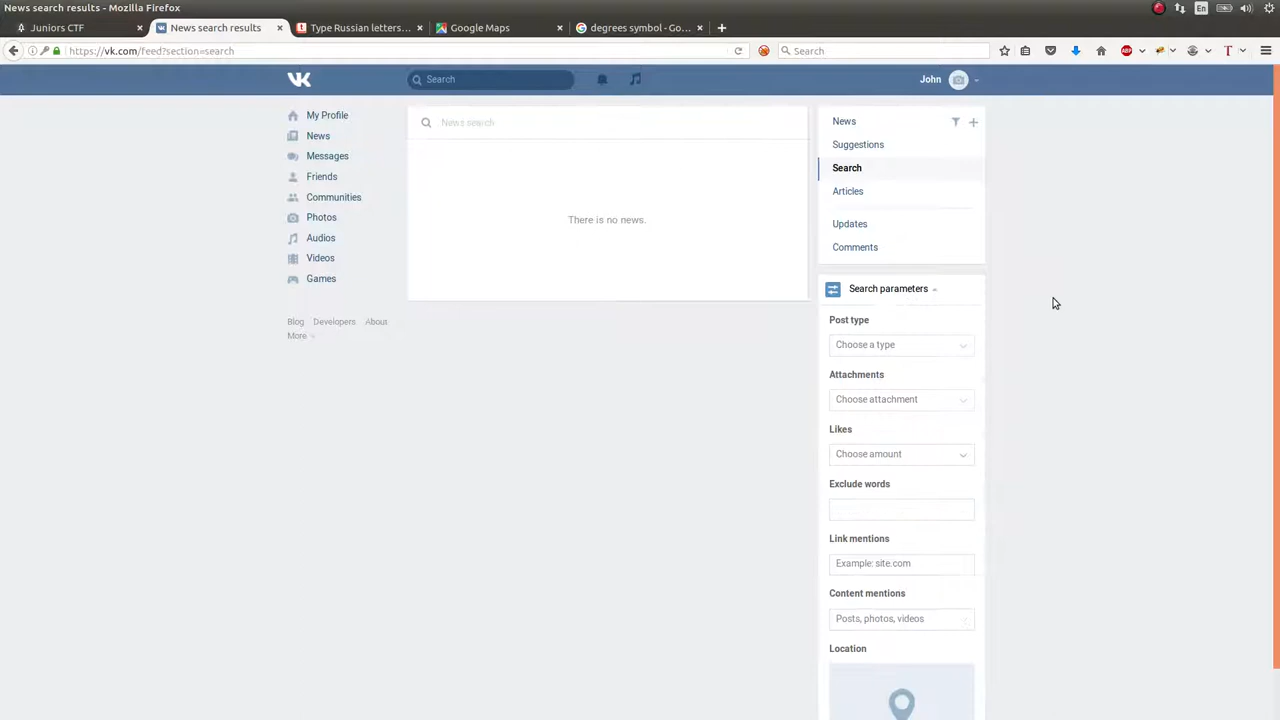 News search results - Mozilla Firefox
En
Juniors CTF
News search results
Type Russian letters...
Google Maps
degrees symbol - Go...
https://vk.com/feed?section=search
Search
ABP
Search
John
My Profile
News
Messages
Friends
Communities
Photos
Audios
Videos
Games
Blog Developers About
More
News search
There is no news.
News
Suggestions
Search
Articles
Updates
Comments
Search parameters
Post type
Choose a type
Attachments
Choose attachment
Likes
Choose amount
Exclude words
Link mentions
Example: site.com
Content mentions
Posts, photos, videos
Location